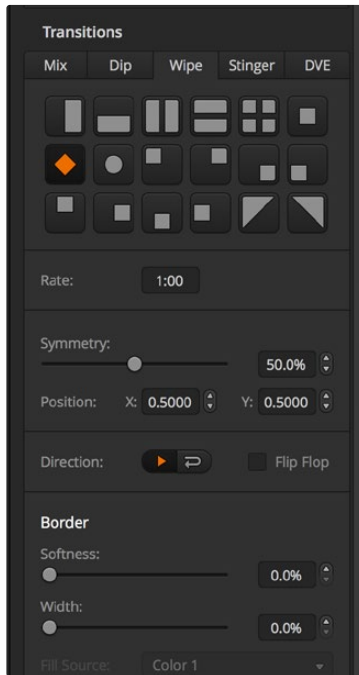 Transitions
Mix Dip Wipe Stinger DVE
Rate: 1:00
Symmetry:
50.0%
Position: X: 0.5000 Y: 0.5000
Direction: Flip Flop
Border
Softness:
0.0%
Width:
0.0%
Fill Source: Color 1